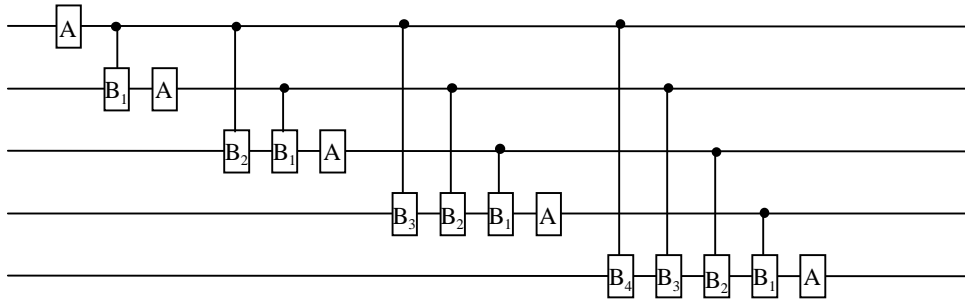 A
B₁ A
B₂ B₁ A
B₃ B₂ B₁ A
B₄ B₃ B₂ B₁ A